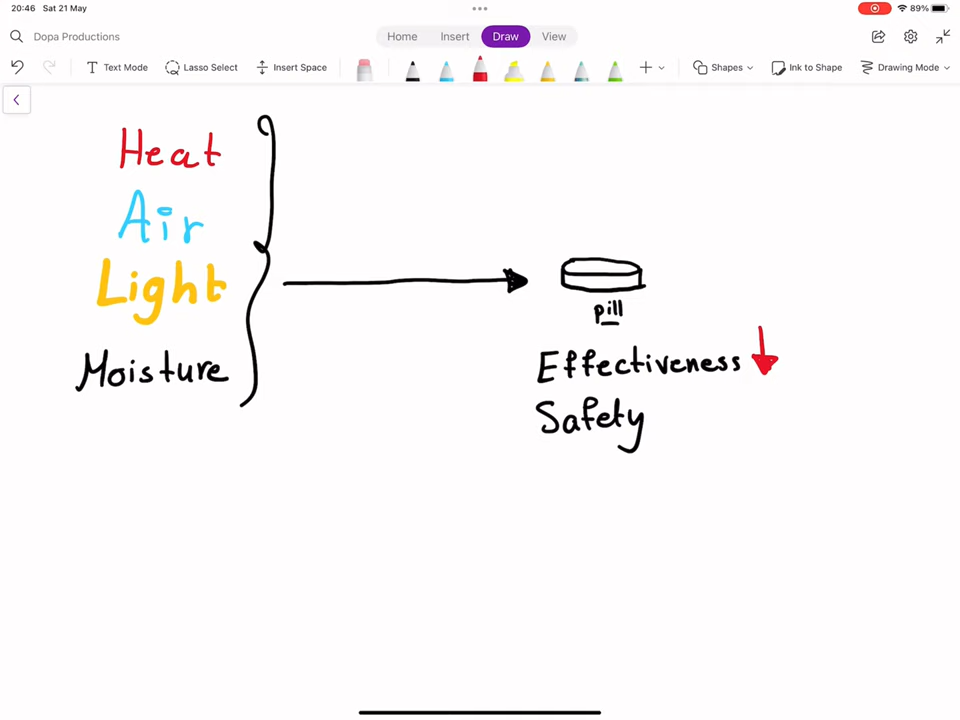 20:46 Sat 21 May 89%
Dopa Productions Home Insert Draw View
Text Mode Lasso Select Insert Space Shapes Ink to Shape Drawing Mode
Heat
Air
Light
Moisture
pill
Effectiveness
Safety